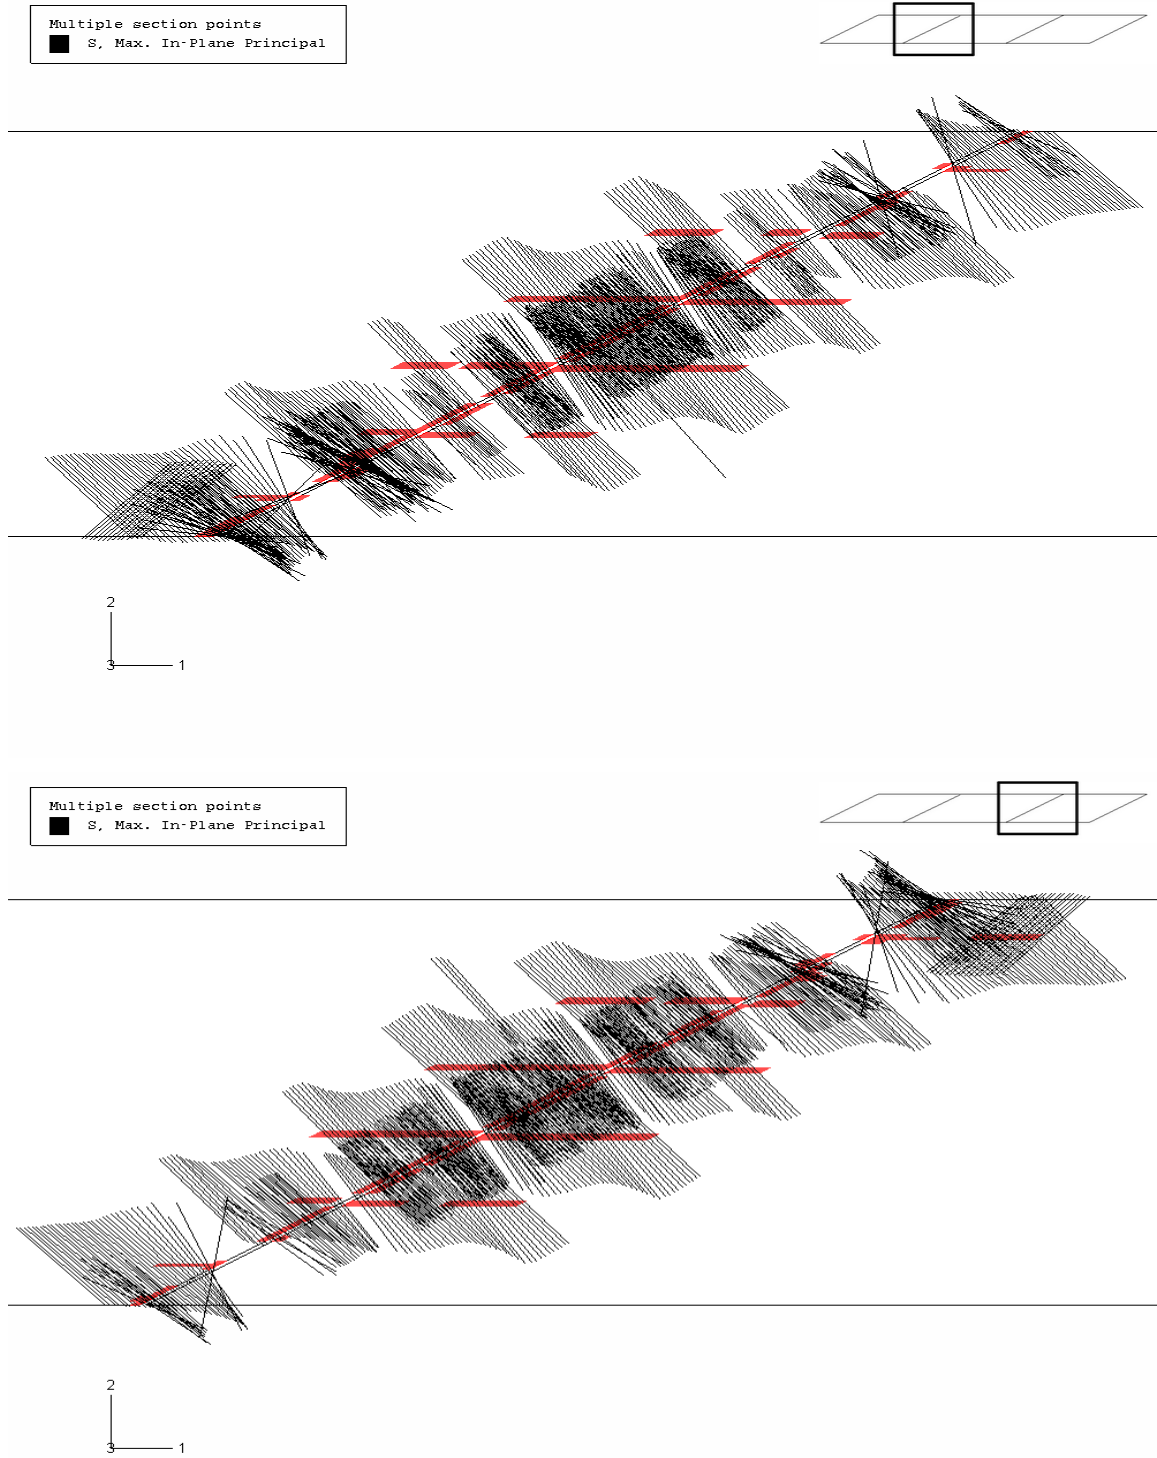 Multiple section points
S, Max. In-Plane Principal
2
3
1
Multiple section points
S, Max. In-Plane Principal
2
3
1